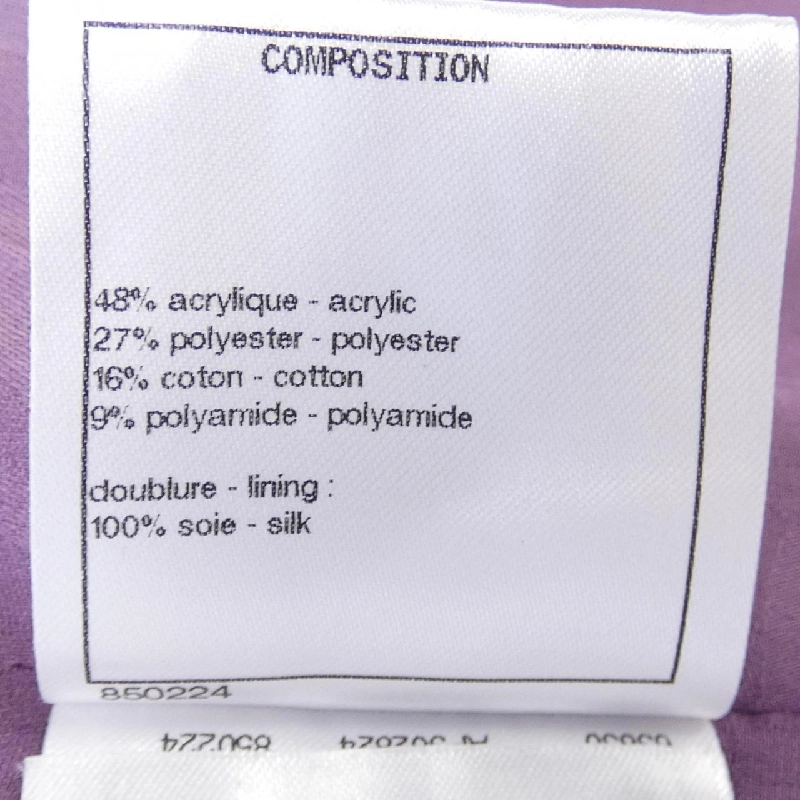 COMPOSITION
48% acrylique - acrylic
27% polyester - polyester
16% coton - cotton
9% polyamide - polyamide
doublure - lining :
100% soie - silk
850224